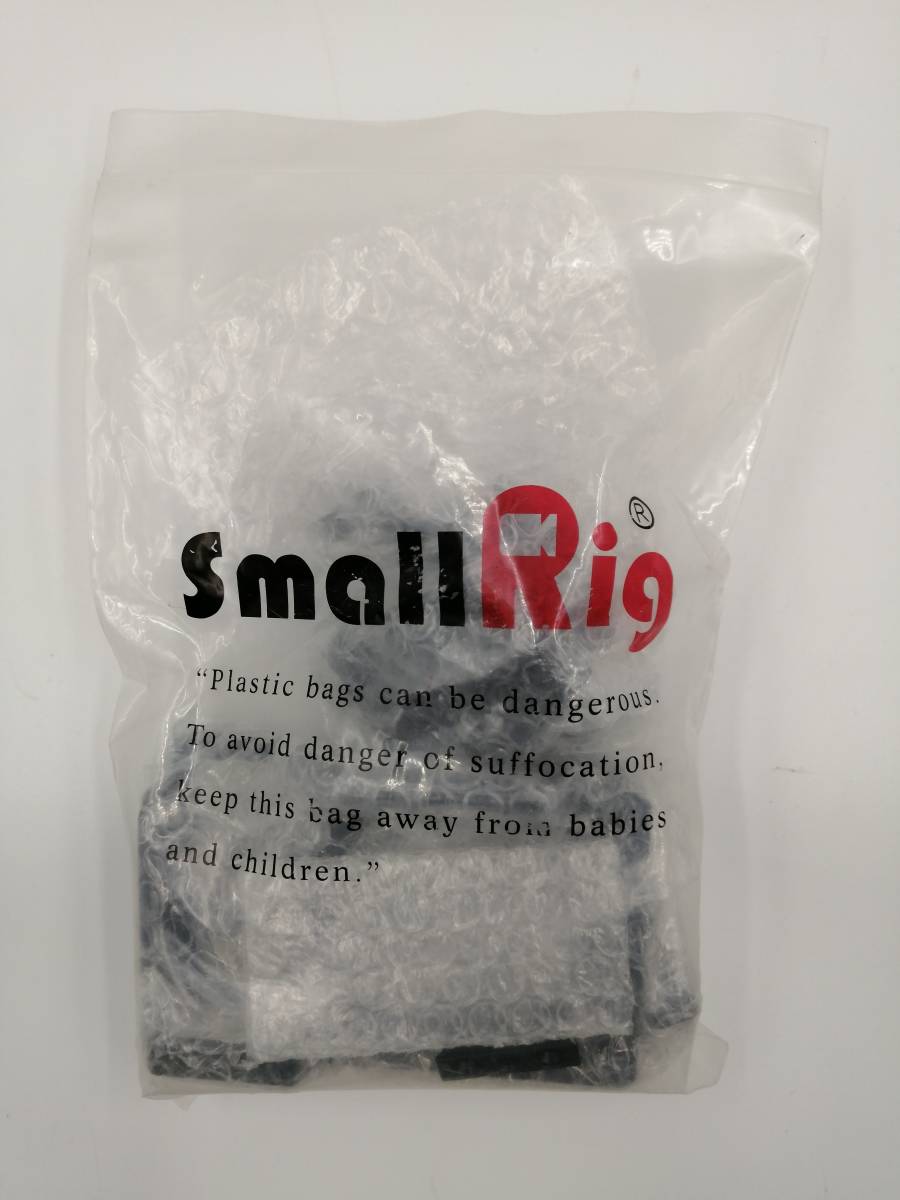 SmallRig®
“Plastic bags can be dangerous.
To avoid danger of suffocation,
keep this bag away from babies
and children.”